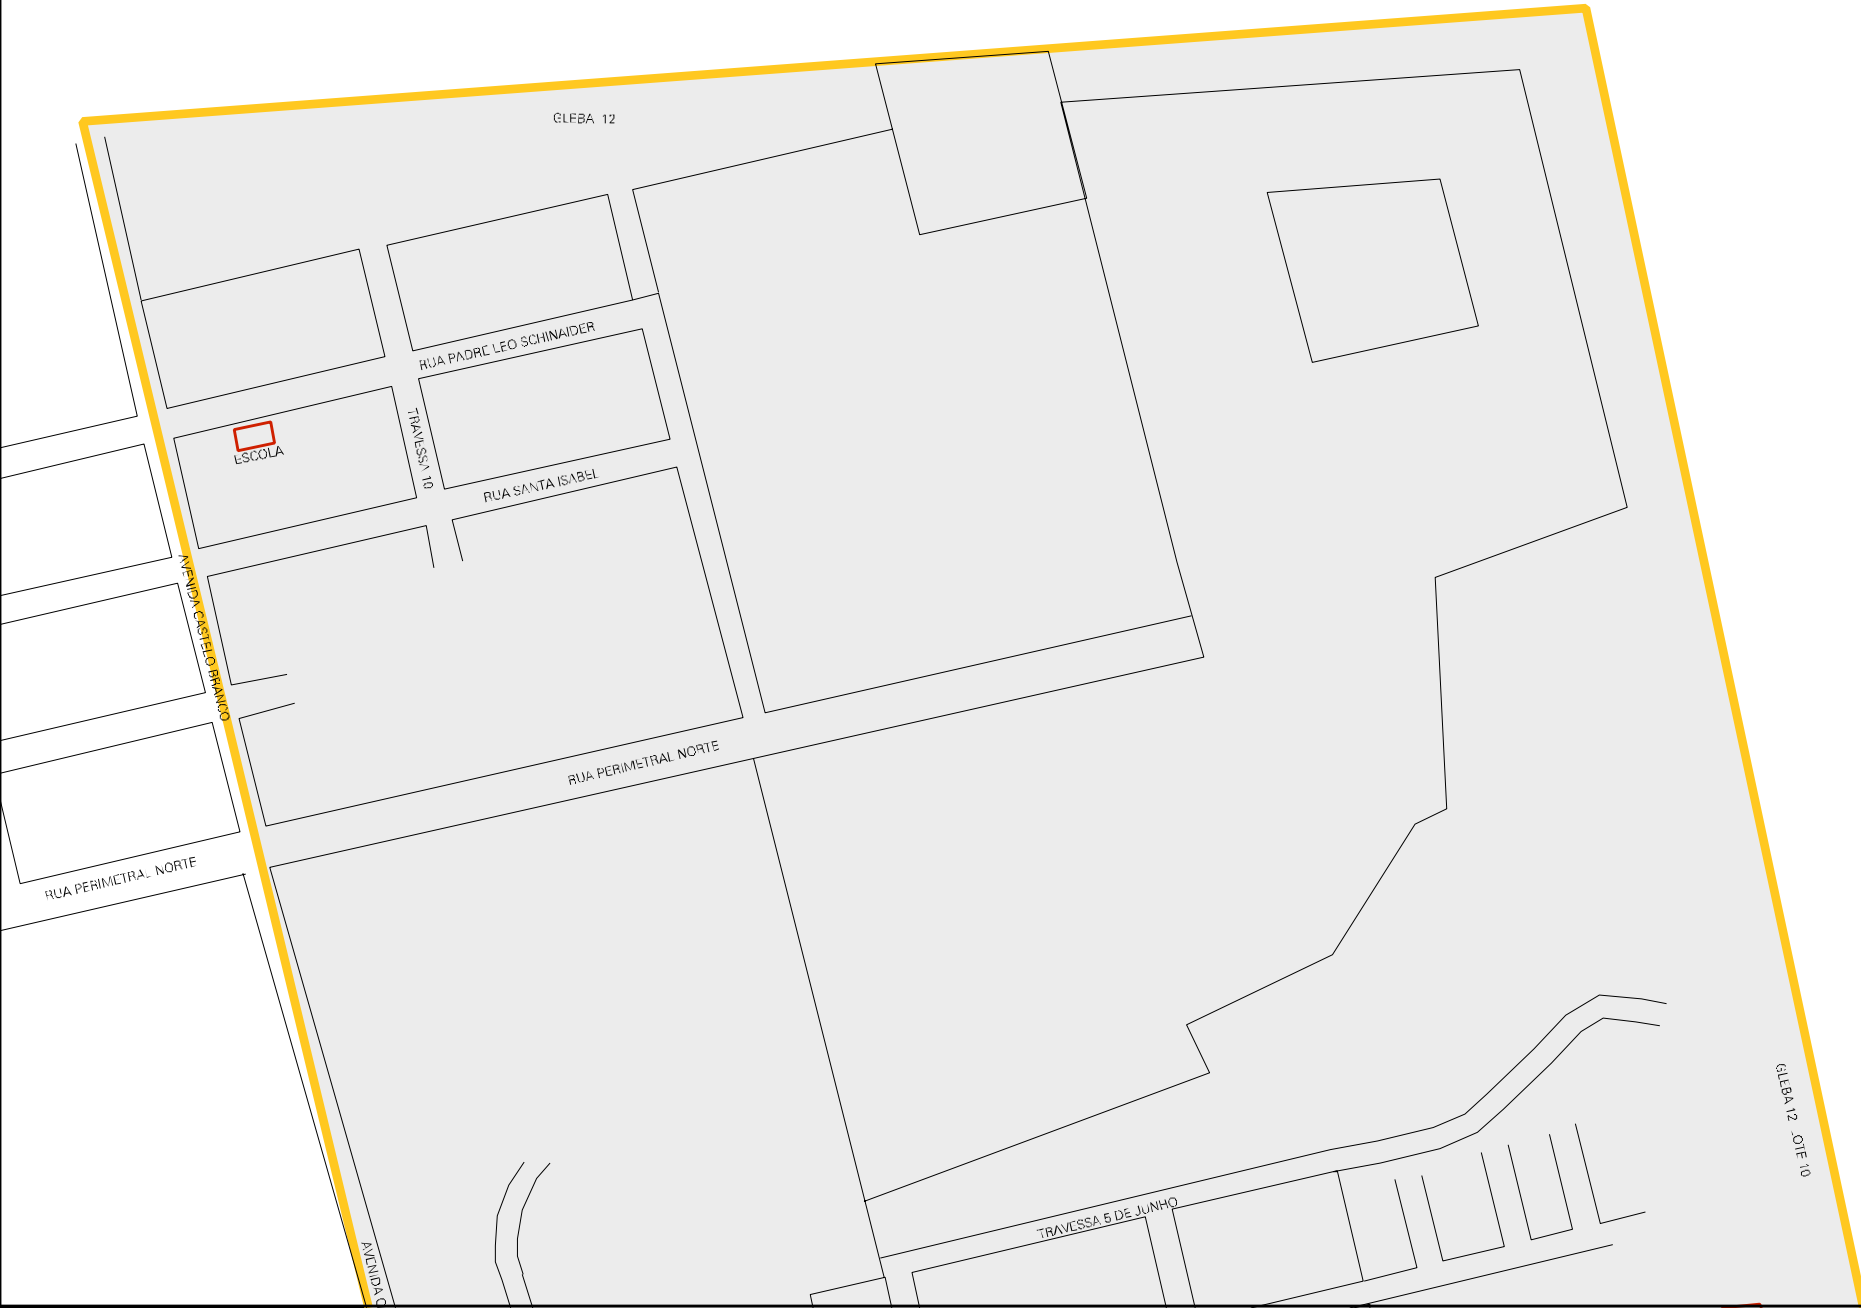 GLEBA 12
RUA PADRE LEO SCHINAIDER
TRAVESSA 10
ESCOLA
RUA SANTA ISABEL
AVENIDA CASTELO BRANCO
RUA PERIMETRAL NORTE
RUA PERIMETRAL NORTE
GLEBA 12 LOTE 10
TRAVESSA 5 DE JUNHO
AVENIDA C